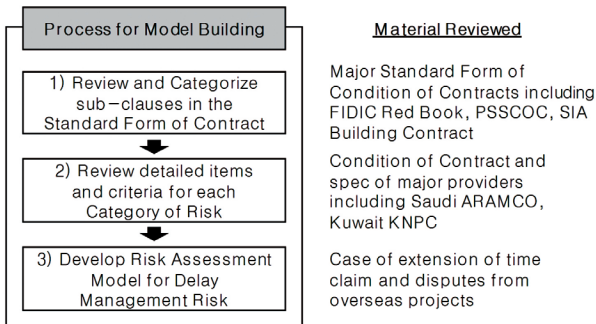 Process for Model Building
Material Reviewed
1) Review and Categorize
sub-clauses in the
Standard Form of Contract
Major Standard Form of
Condition of Contracts including
FIDIC Red Book, PSSCOC, SIA
Building Contract
2) Review detailed items
and criteria for each
Category of Risk
Condition of Contract and
spec of major providers
including Saudi ARAMCO,
Kuwait KNPC
3) Develop Risk Assessment
Model for Delay
Management Risk
Case of extension of time
claim and disputes from
overseas projects